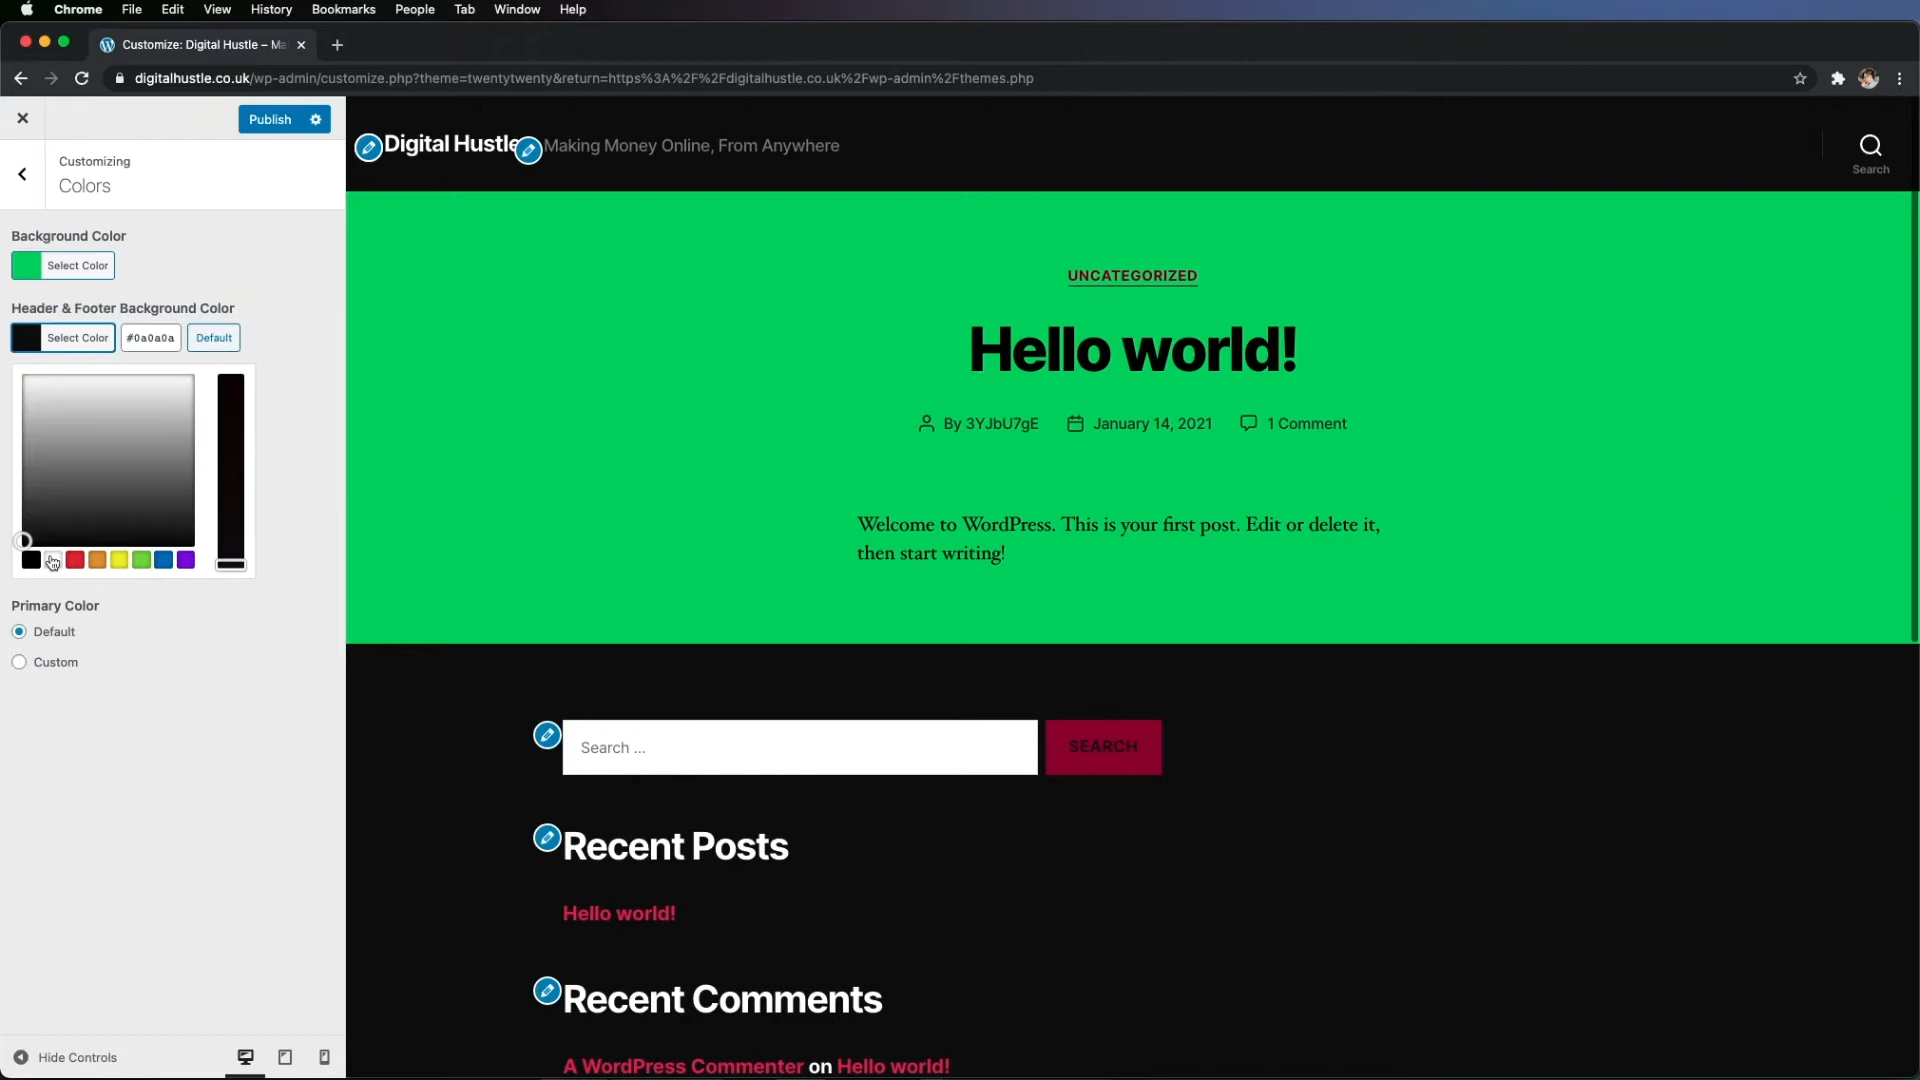 Chrome File Edit View History Bookmarks People Tab Window Help
Customize: Digital Hustle – Ma
digitalhustle.co.uk/wp-admin/customize.php?theme=twentytwenty&return=https%3A%2F%2Fdigitalhustle.co.uk%2Fwp-admin%2Fthemes.php
Publish
Customizing
Colors
Background Color
Select Color
Header & Footer Background Color
Select Color #0a0a0a Default
Primary Color
Default
Custom
Hide Controls
Digital Hustle Making Money Online, From Anywhere
Search
UNCATEGORIZED
Hello world!
By 3YJbU7gE January 14, 2021 1 Comment
Welcome to WordPress. This is your first post. Edit or delete it,
then start writing!
Search ... SEARCH
Recent Posts
Hello world!
Recent Comments
A WordPress Commenter on Hello world!